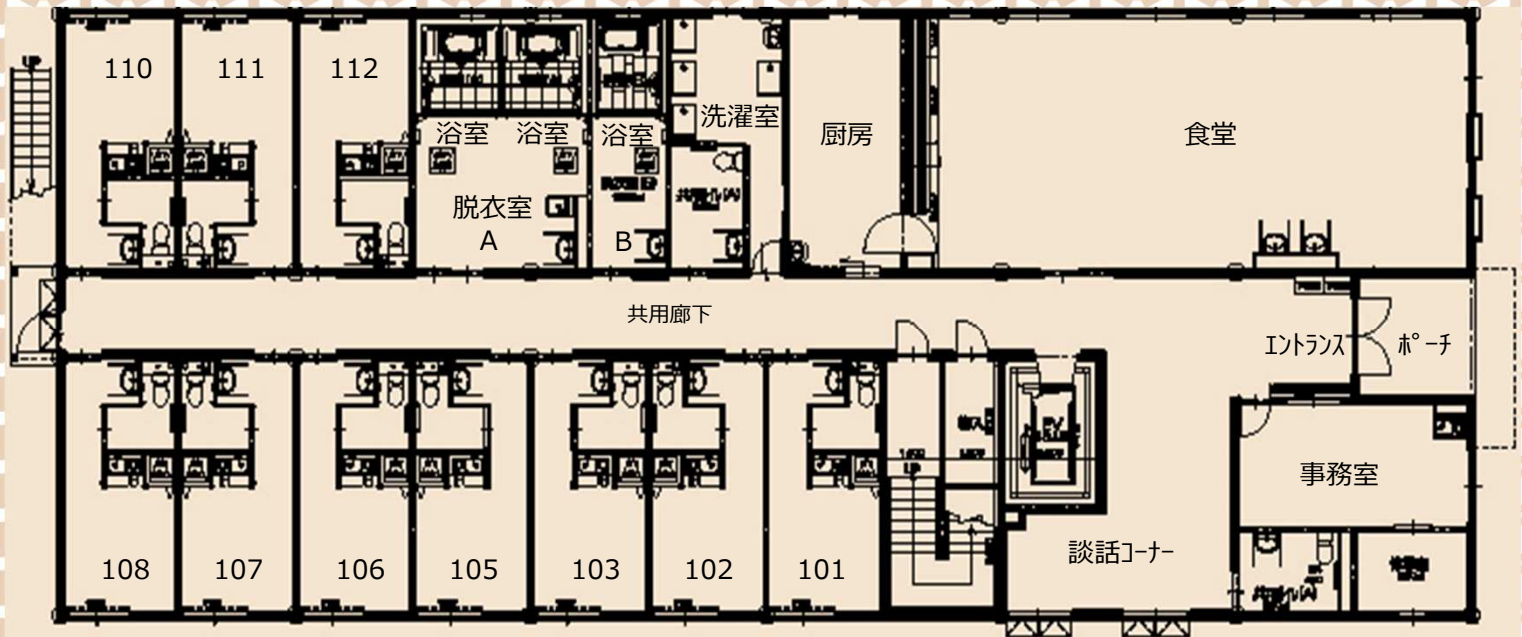 UP
110
111
112
浴室
浴室
浴室
洗濯室
厨房
食堂
脱衣室
A
B
共用廊下
エントランス
ポーチ
事務室
談話コーナー
UP
108
107
106
105
103
102
101